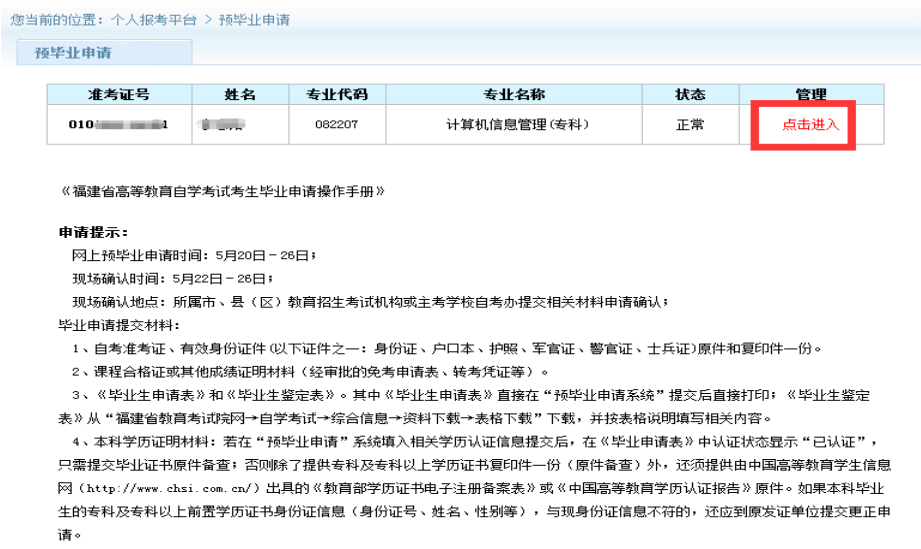 您当前的位置：个人报考平台 > 预毕业申请
预毕业申请
准考证号 姓名 专业代码 专业名称 状态 管理
010 1 082207 计算机信息管理(专科) 正常 点击进入
《福建省高等教育自学考试考生毕业申请操作手册》
申请提示：
网上预毕业申请时间：5月20日－26日；
现场确认时间：5月22日－26日；
现场确认地点：所属市、县（区）教育招生考试机构或主考学校自考办提交相关材料申请确认；
毕业申请提交材料：
1、自考准考证、有效身份证件(以下证件之一：身份证、户口本、护照、军官证、警官证、士兵证)原件和复印件一份。
2、课程合格证或其他成绩证明材料（经审批的免考申请表、转考凭证等）。
3、《毕业生申请表》和《毕业生鉴定表》。其中《毕业生申请表》直接在“预毕业申请系统”提交后直接打印；《毕业生鉴定
表》从“福建省教育考试院网→自学考试→综合信息→资料下载→表格下载”下载，并按表格说明填写相关内容。
4、本科学历证明材料：若在“预毕业申请”系统填入相关学历认证信息提交后，在《毕业申请表》中认证状态显示“已认证”，
只需提交毕业证书原件备查；否则除了提供专科及专科以上学历证书复印件一份（原件备查）外，还须提供由中国高等教育学生信息
网（http://www.chsi.com.cn/）出具的《教育部学历证书电子注册备案表》或《中国高等教育学历认证报告》原件。如果本科毕业
生的专科及专科以上前置学历证书身份证信息（身份证号、姓名、性别等），与现身份证信息不符的，还应到原发证单位提交更正申
请。